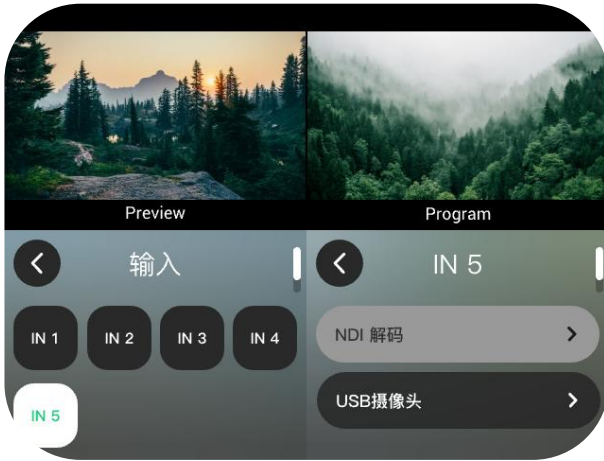 Preview
Program
输入
IN 1
IN 2
IN 3
IN 4
IN 5
IN 5
NDI 解码
USB摄像头